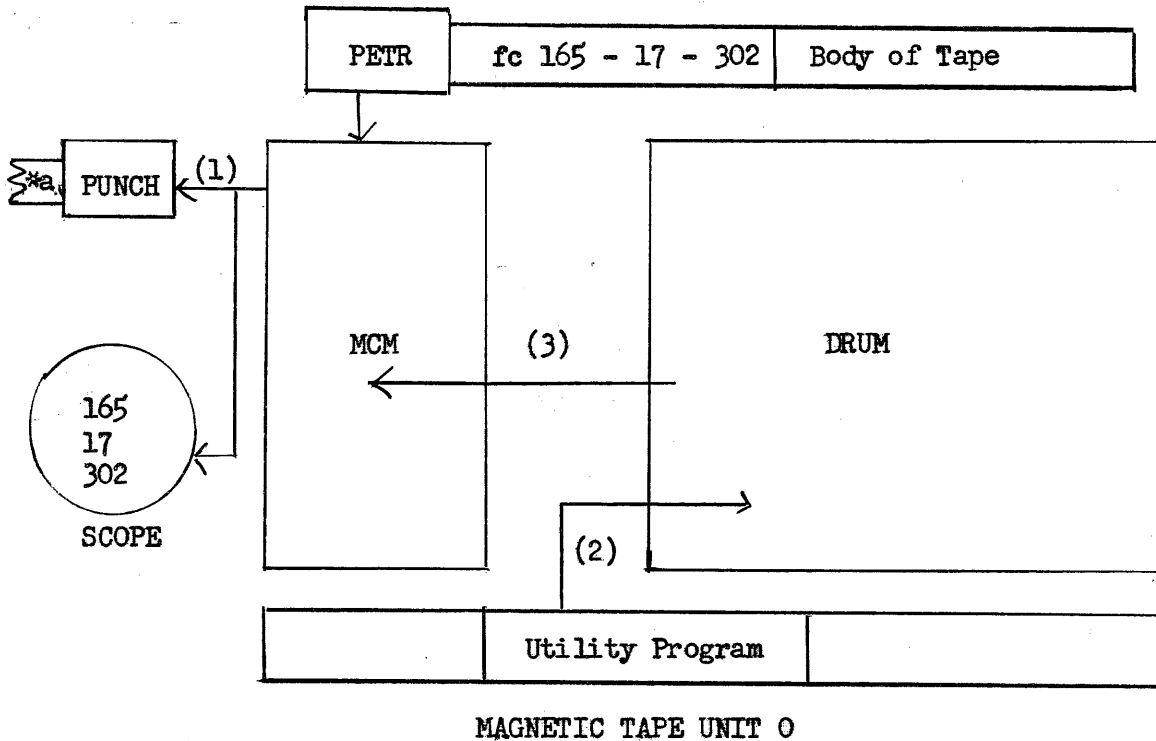 PETR
fc 165 - 17 - 302
Body of Tape
*a
PUNCH
(1)
MCM
(3)
DRUM
165
17
302
SCOPE
(2)
Utility Program
MAGNETIC TAPE UNIT 0